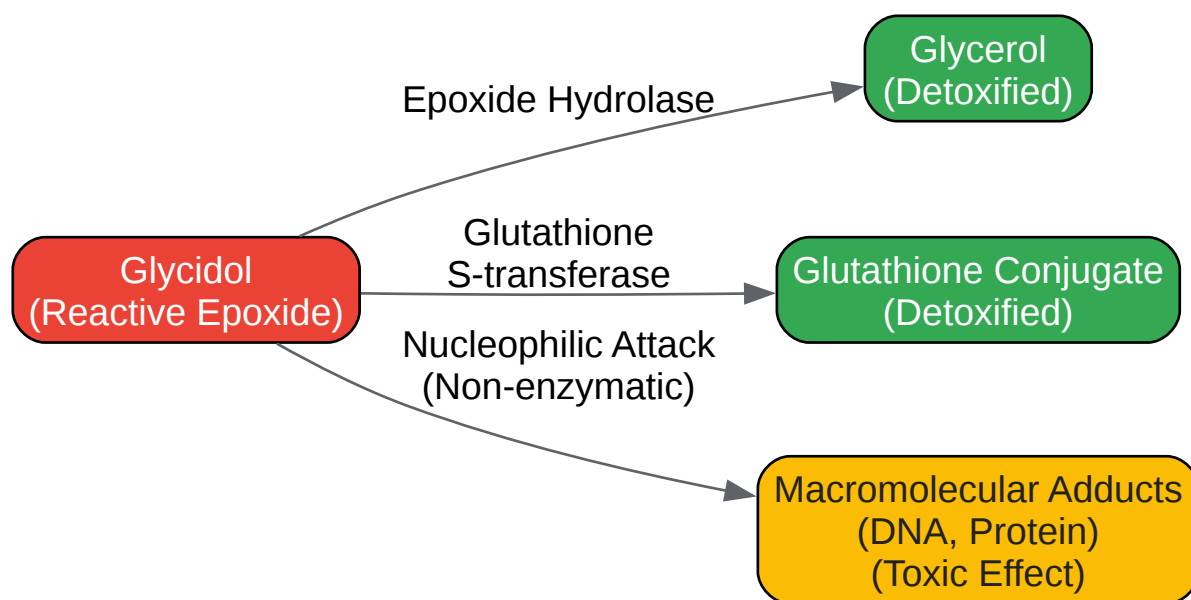 Glycerol
(Detoxified)
Epoxide Hydrolase
Glutathione
S-transferase
Glycidol
(Reactive Epoxide)
Glutathione Conjugate
(Detoxified)
Nucleophilic Attack
(Non-enzymatic)
Macromolecular Adducts
(DNA, Protein)
(Toxic Effect)